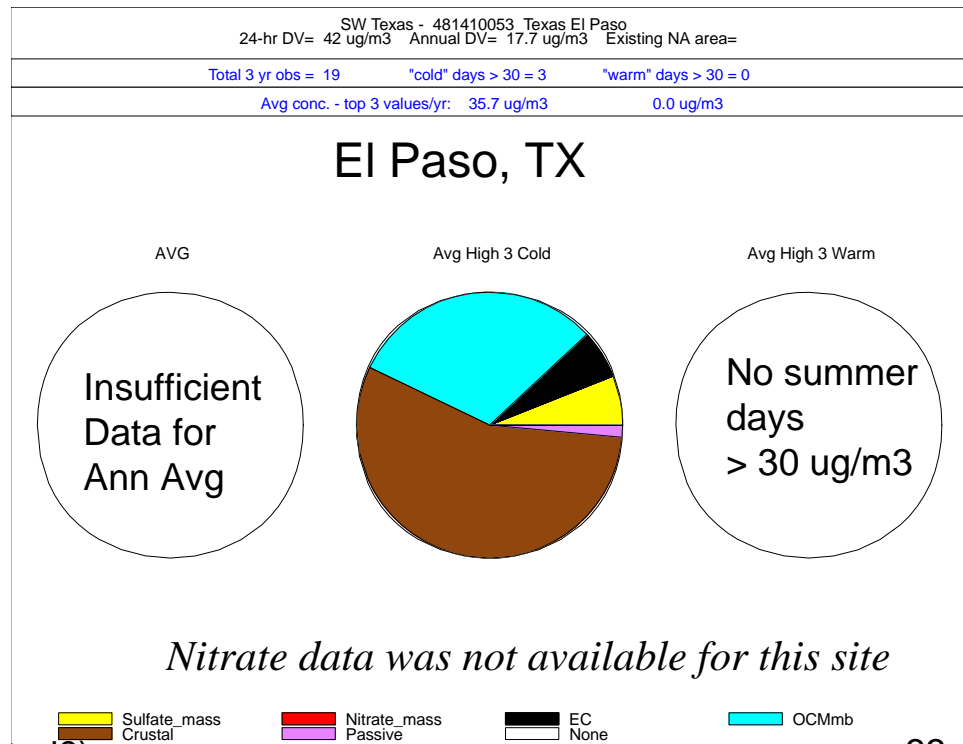 SW Texas - 481410053 Texas El Paso
24-hr DV= 42 ug/m3 Annual DV= 17.7 ug/m3 Existing NA area=
Total 3 yr obs = 19 "cold" days > 30 = 3 "warm" days > 30 = 0
Avg conc. - top 3 values/yr: 35.7 ug/m3 0.0 ug/m3
El Paso, TX
AVG Avg High 3 Cold Avg High 3 Warm
Insufficient
Data for
Ann Avg
No summer
days
> 30 ug/m3
Nitrate data was not available for this site
Sulfate_mass Nitrate_mass EC OCMmb
Crustal Passive None